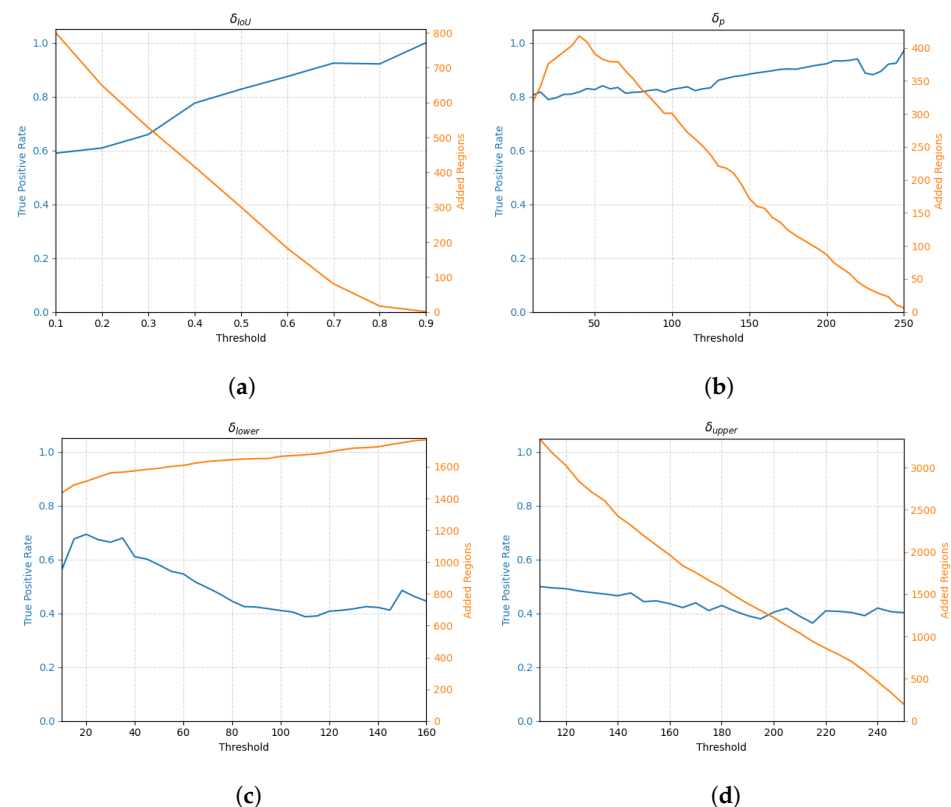 δIoU
True Positive Rate
1.0
0.8
0.6
0.4
0.2
0.0
0.1 0.2 0.3 0.4 0.5 0.6 0.7 0.8 0.9
Threshold
800
700
600
500
400
300
200
100
0
Added Regions
(a)
δp
True Positive Rate
1.0
0.8
0.6
0.4
0.2
0.0
50 100 150 200 250
Threshold
400
350
300
250
200
150
100
50
0
Added Regions
(b)
δlower
True Positive Rate
1.0
0.8
0.6
0.4
0.2
0.0
20 40 60 80 100 120 140 160
Threshold
1600
1400
1200
1000
800
600
400
200
0
Added Regions
(c)
δupper
True Positive Rate
1.0
0.8
0.6
0.4
0.2
0.0
120 140 160 180 200 220 240
Threshold
3000
2500
2000
1500
1000
500
0
Added Regions
(d)